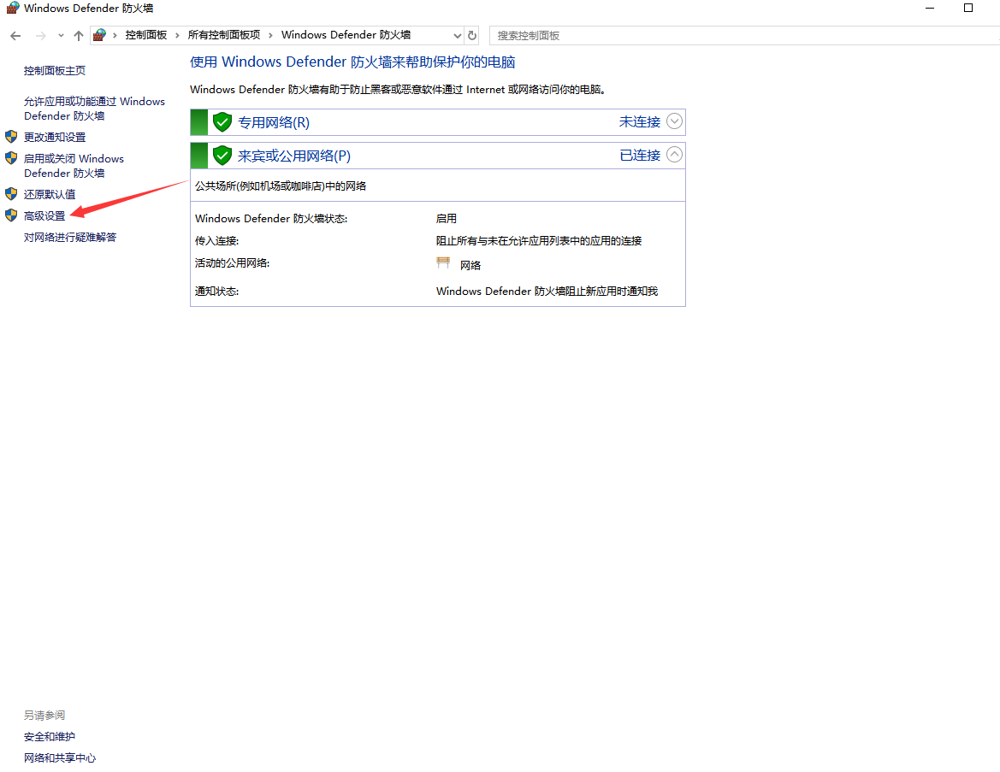 Windows Defender 防火墙
控制面板
所有控制面板项
Windows Defender 防火墙
搜索控制面板
控制面板主页
允许应用或功能通过 Windows
Defender 防火墙
更改通知设置
启用或关闭 Windows
Defender 防火墙
还原默认值
高级设置
对网络进行疑难解答
使用 Windows Defender 防火墙来帮助保护你的电脑
Windows Defender 防火墙有助于防止黑客或恶意软件通过 Internet 或网络访问你的电脑。
专用网络(R) 未连接
来宾或公用网络(P) 已连接
公共场所(例如机场或咖啡店)中的网络
Windows Defender 防火墙状态: 启用
传入连接: 阻止所有与未在允许应用列表中的应用的连接
活动的公用网络: 网络
通知状态: Windows Defender 防火墙阻止新应用时通知我
另请参阅
安全和维护
网络和共享中心